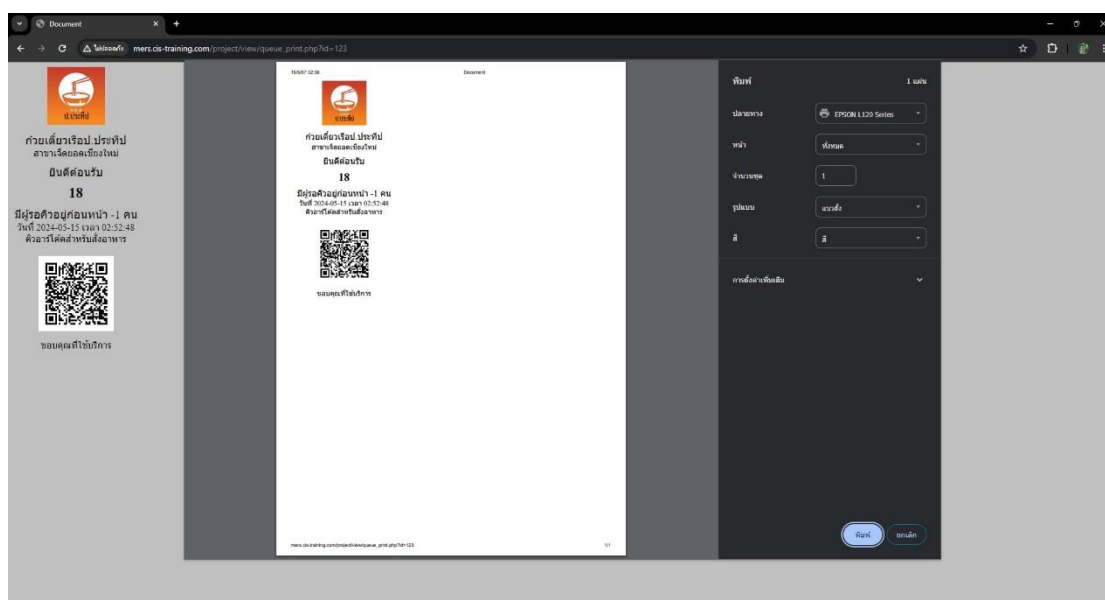 Document
ไม่ปลอดภัย mers.cis-training.com/project/view/queue_print.php?id=123
ป.ประทีป
ก๋วยเตี๋ยวเรือป.ประทีป
สาขาเจ็ดยอดเชียงใหม่
ยินดีต่อนรับ
18
มีผู้รอคิวอยู่ก่อนหน้า -1 คน
วันที่ 2024-05-15 เวลา 02:52:48
คิวอาร์โค้ดสำหรับสั่งอาหาร
ขอบคุณที่ใช้บริการ
Document
ป.ประทีป
ก๋วยเตี๋ยวเรือป.ประทีป
สาขาเจ็ดยอดเชียงใหม่
ยินดีต่อนรับ
18
มีผู้รอคิวอยู่ก่อนหน้า -1 คน
วันที่ 2024-05-15 เวลา 02:52:48
คิวอาร์โค้ดสำหรับสั่งอาหาร
ขอบคุณที่ใช้บริการ
mers.cis-training.com/project/view/queue_print.php?id=123
1/1
พิมพ์
1 แผ่น
ปลายทาง
EPSON L120 Series
หน้า
ทั้งหมด
จำนวนชุด
1
รูปแบบ
แนวตั้ง
สี
สี
การตั้งค่าเพิ่มเติม
พิมพ์
ยกเลิก